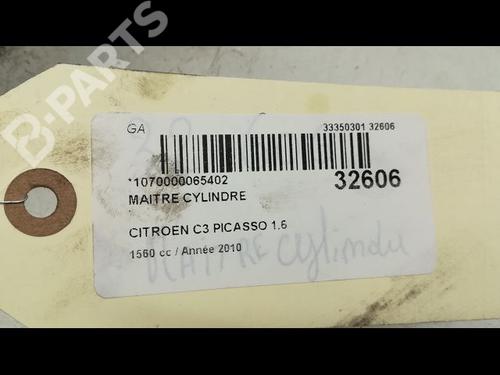 B-PARTS
GA
33350301 32606
*1070000065402
32606
MAITRE CYLINDRE
CITROEN C3 PICASSO 1.6
1560 cc / Année 2010
MAITRE cylindre